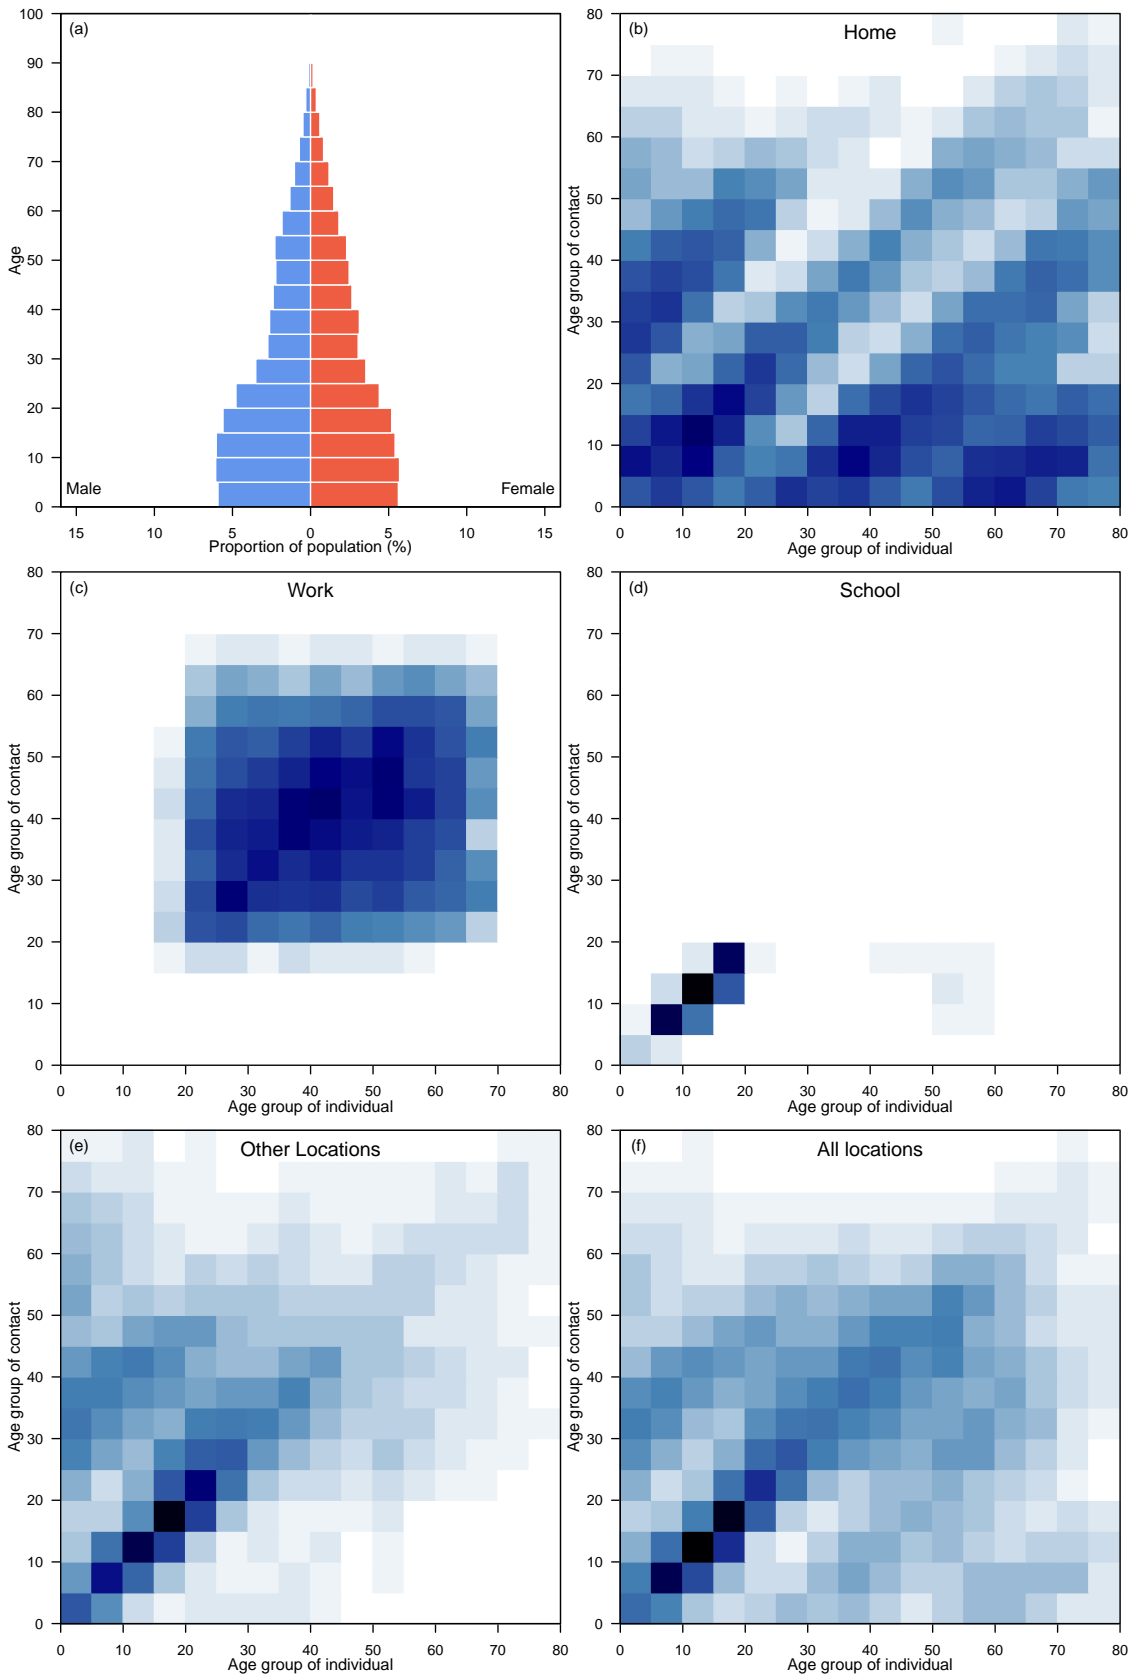 (a)
100
90
80
70
60
50
40
30
20
10
0
Age
Male
Female
15 10 5 0 5 10 15
Proportion of population (%)
(b)
Home
80
70
60
50
40
30
20
10
0
Age group of contact
0 10 20 30 40 50 60 70 80
Age group of individual
(c)
Work
80
70
60
50
40
30
20
10
0
Age group of contact
0 10 20 30 40 50 60 70 80
Age group of individual
(d)
School
80
70
60
50
40
30
20
10
0
Age group of contact
0 10 20 30 40 50 60 70 80
Age group of individual
(e)
Other Locations
80
70
60
50
40
30
20
10
0
Age group of contact
0 10 20 30 40 50 60 70 80
Age group of individual
(f)
All locations
80
70
60
50
40
30
20
10
0
Age group of contact
0 10 20 30 40 50 60 70 80
Age group of individual